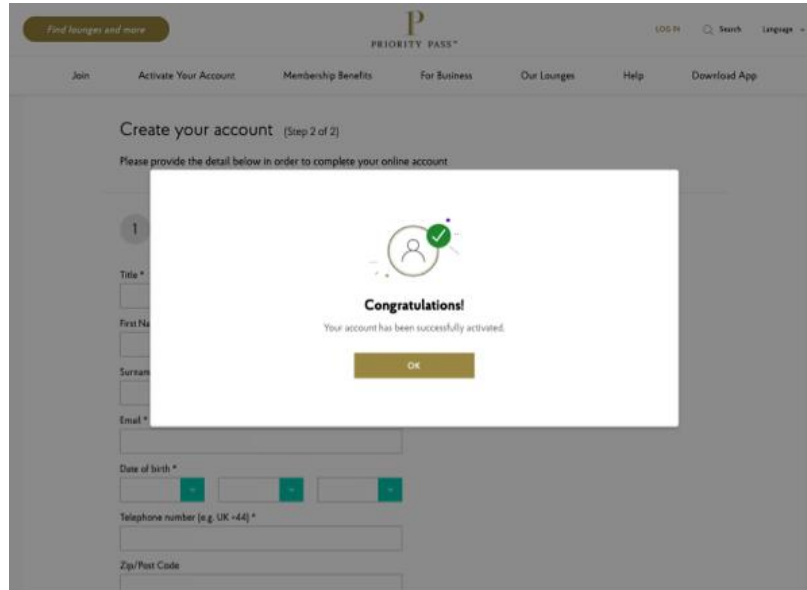 Find lounges and more
P
PRIORITY PASS™
LOG IN
Search
Language
Join
Activate Your Account
Membership Benefits
For Business
Our Lounges
Help
Download App
Create your account (Step 2 of 2)
Please provide the detail below in order to complete your online account
1
Title *
Congratulations!
First Na
Your account has been successfully activated.
OK
Surnam
Email *
Date of birth *
Telephone number (e.g. UK +44) *
Zip/Post Code